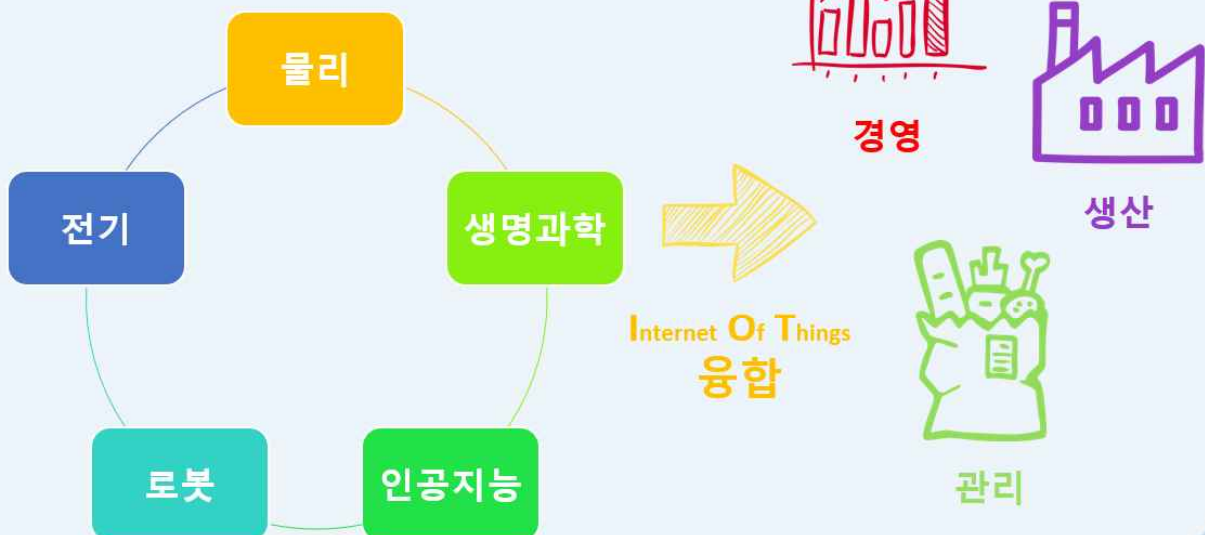 물리
전기
생명과학
로봇
인공지능
Internet Of Things
융합
경영
생산
관리